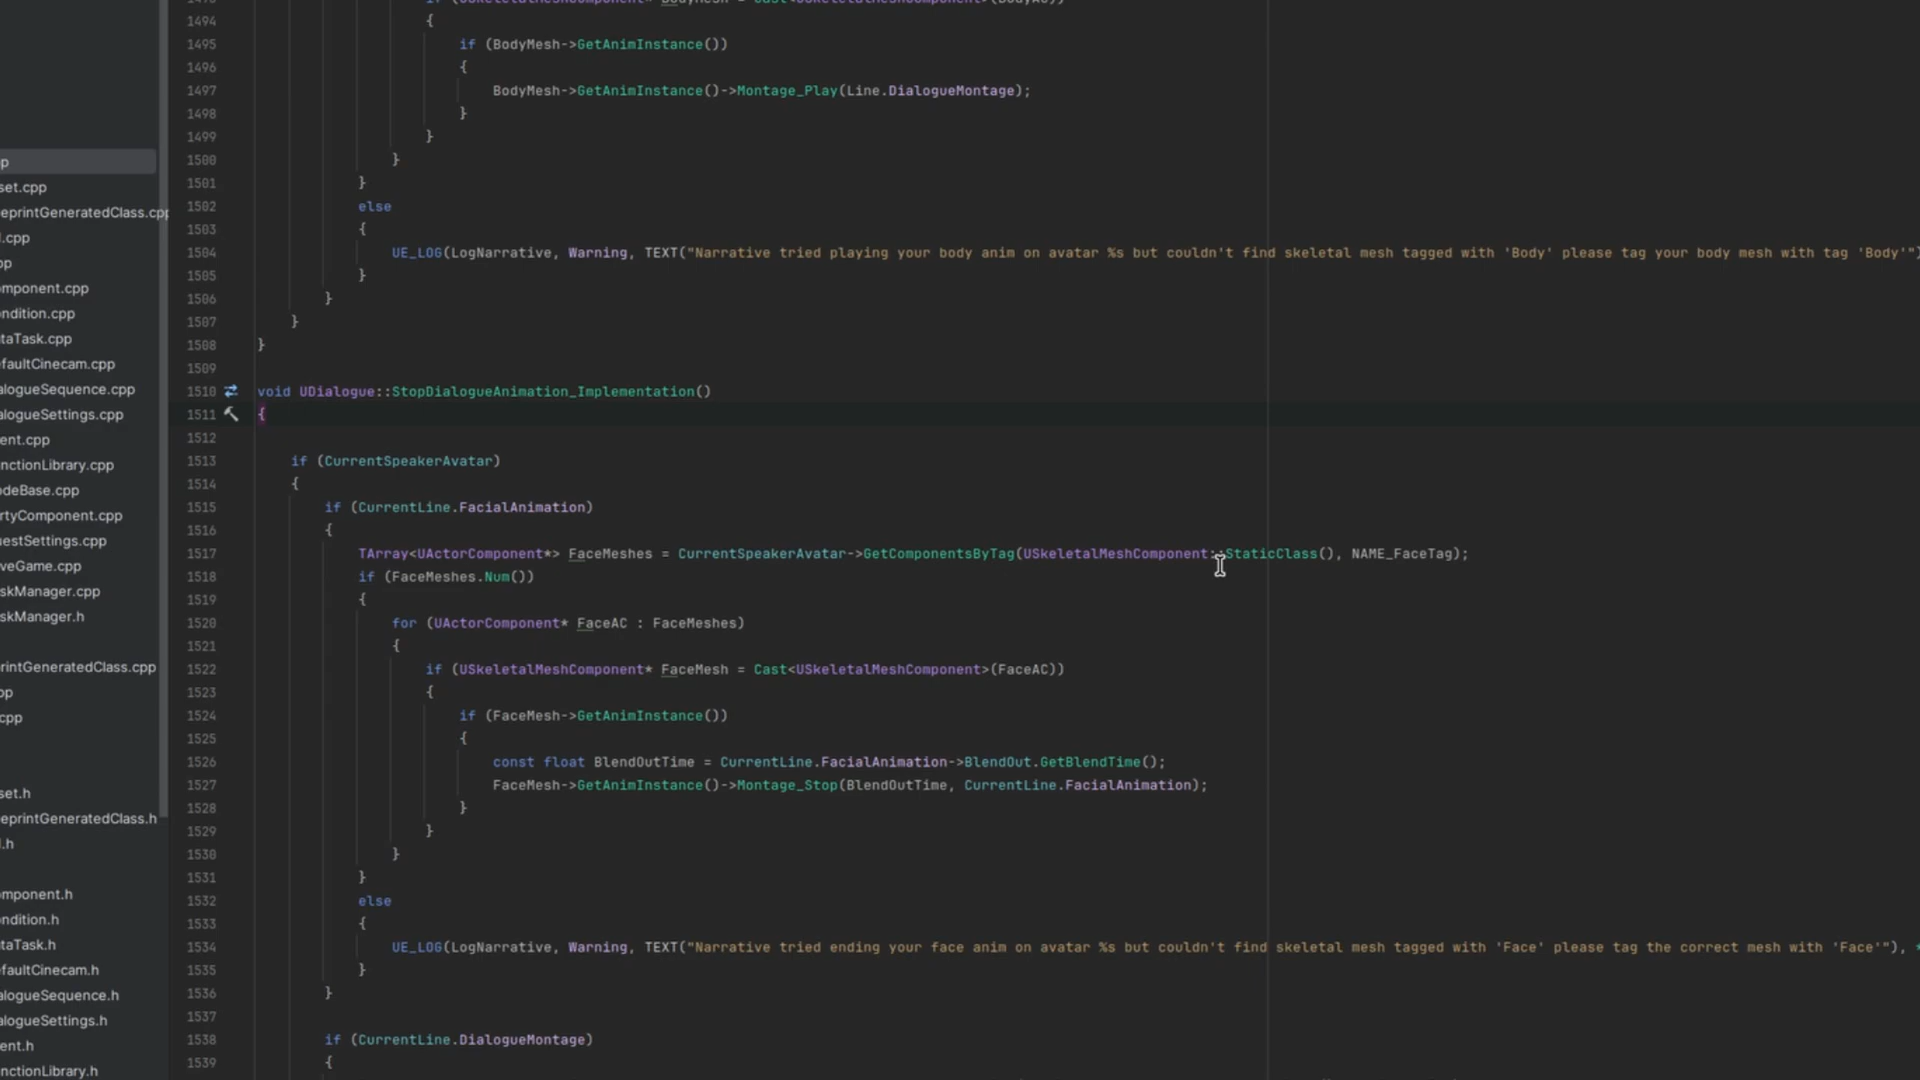 1494 {
1495 if (BodyMesh->GetAnimInstance())
1496 {
1497 BodyMesh->GetAnimInstance()->Montage_Play(Line.DialogueMontage);
1498 }
1499 }
1500 }
1501 }
1502 else
1503 {
1504 UE_LOG(LogNarrative, Warning, TEXT("Narrative tried playing your body anim on avatar %s but couldn't find skeletal mesh tagged with 'Body' please tag your body mesh with tag 'Body'")
1505 }
1506 }
1507 }
1508 }
1509
1510 void UDialogue::StopDialogueAnimation_Implementation()
1511 {
1512
1513 if (CurrentSpeakerAvatar)
1514 {
1515 if (CurrentLine.FacialAnimation)
1516 {
1517 TArray<UActorComponent*> FaceMeshes = CurrentSpeakerAvatar->GetComponentsByTag(USkeletalMeshComponent::StaticClass(), NAME_FaceTag);
1518 if (FaceMeshes.Num())
1519 {
1520 for (UActorComponent* FaceAC : FaceMeshes)
1521 {
1522 if (USkeletalMeshComponent* FaceMesh = Cast<USkeletalMeshComponent>(FaceAC))
1523 {
1524 if (FaceMesh->GetAnimInstance())
1525 {
1526 const float BlendOutTime = CurrentLine.FacialAnimation->BlendOut.GetBlendTime();
1527 FaceMesh->GetAnimInstance()->Montage_Stop(BlendOutTime, CurrentLine.FacialAnimation);
1528 }
1529 }
1530 }
1531 }
1532 else
1533 {
1534 UE_LOG(LogNarrative, Warning, TEXT("Narrative tried ending your face anim on avatar %s but couldn't find skeletal mesh tagged with 'Face' please tag the correct mesh with 'Face'"),
1535 }
1536 }
1537
1538 if (CurrentLine.DialogueMontage)
1539 {
p
set.cpp
eprintGeneratedClass.cpp
l.cpp
pp
omponent.cpp
ondition.cpp
taTask.cpp
efaultCinecam.cpp
alogueSequence.cpp
alogueSettings.cpp
ent.cpp
nctionLibrary.cpp
odeBase.cpp
rtyComponent.cpp
uestSettings.cpp
veGame.cpp
skManager.cpp
skManager.h
rintGeneratedClass.cpp
pp
cpp
set.h
eprintGeneratedClass.h
l.h
omponent.h
ondition.h
taTask.h
efaultCinecam.h
alogueSequence.h
alogueSettings.h
ent.h
nctionLibrary.h